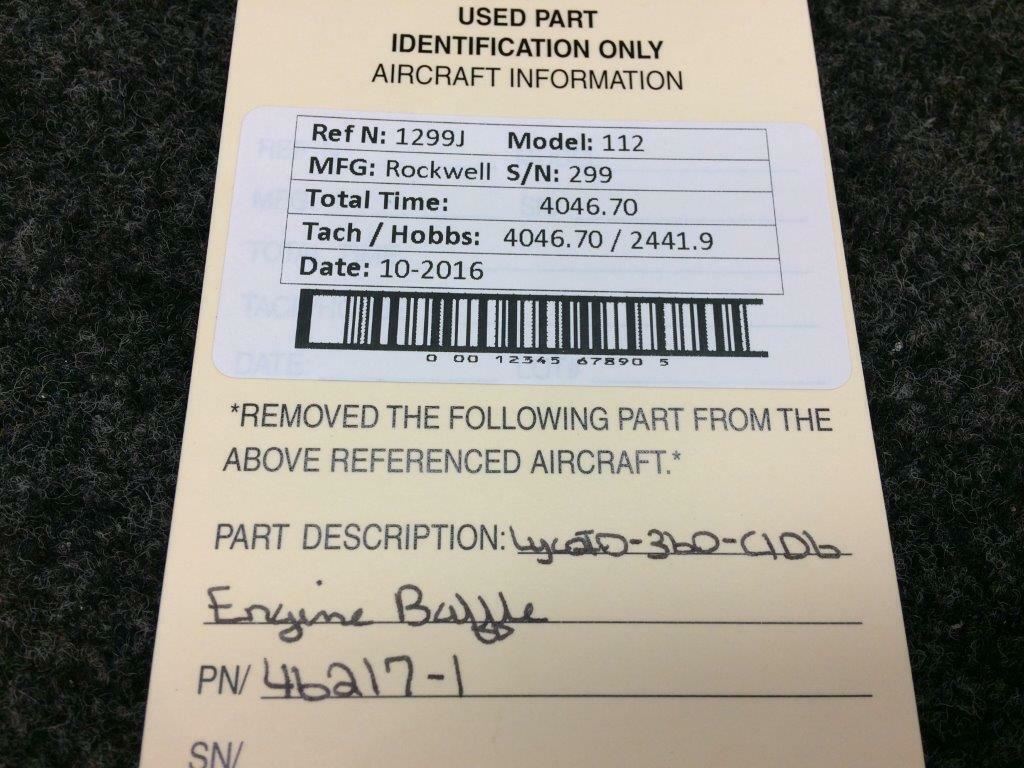 USED PART
IDENTIFICATION ONLY
AIRCRAFT INFORMATION
Ref N: 1299J Model: 112
MFG: Rockwell S/N: 299
Total Time: 4046.70
Tach / Hobbs: 4046.70 / 2441.9
Date: 10-2016
0 00 12345 67890 5
*REMOVED THE FOLLOWING PART FROM THE
ABOVE REFERENCED AIRCRAFT.*
PART DESCRIPTION: Lyc IO-360-C1D6
Engine Baffle
PN/ 46217-1
SN/